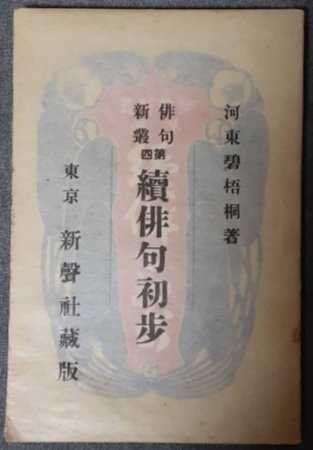 河東碧梧桐著
俳句新叢
第四
續俳句初步
東京 新聲社藏版